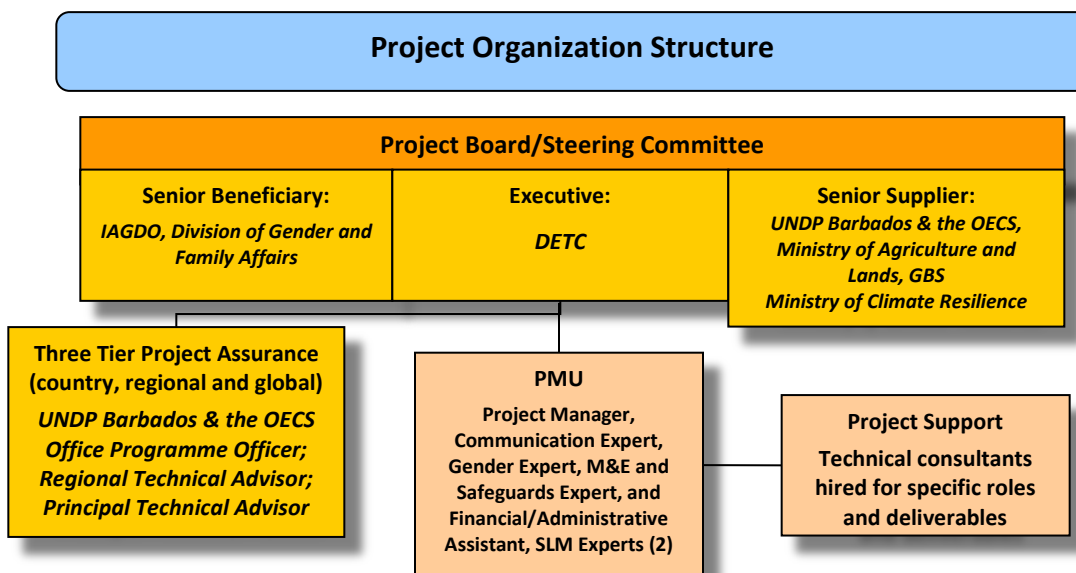 Project Organization Structure
Project Board/Steering Committee
Senior Beneficiary:
IAGDO, Division of Gender and
Family Affairs
Executive:
DETC
Senior Supplier:
UNDP Barbados & the OECS,
Ministry of Agriculture and
Lands, GBS
Ministry of Climate Resilience
Three Tier Project Assurance
(country, regional and global)
UNDP Barbados & the OECS
Office Programme Officer;
Regional Technical Advisor;
Principal Technical Advisor
PMU
Project Manager,
Communication Expert,
Gender Expert, M&E and
Safeguards Expert, and
Financial/Administrative
Assistant, SLM Experts (2)
Project Support
Technical consultants
hired for specific roles
and deliverables